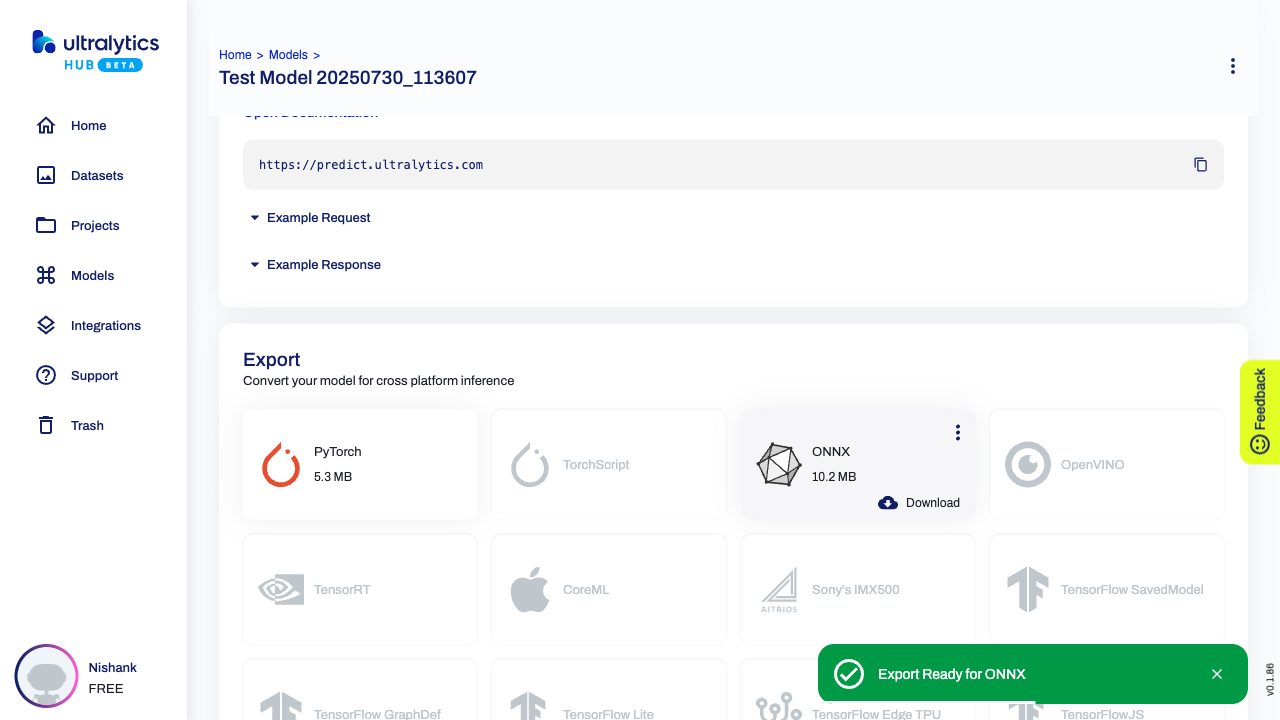 ultralytics
HUB BETA
Home
Datasets
Projects
Models
Integrations
Support
Trash
Nishank
FREE
Home > Models >
Test Model 20250730_113607
Open Documentation
https://predict.ultralytics.com
Example Request
Example Response
Export
Convert your model for cross platform inference
PyTorch
5.3 MB
TorchScript
ONNX
10.2 MB
Download
OpenVINO
TensorRT
CoreML
AITRIOS
Sony's IMX500
TensorFlow SavedModel
TensorFlow GraphDef
TensorFlow Lite
TensorFlow Edge TPU
TensorFlowJS
Export Ready for ONNX
Feedback
v0.1.86